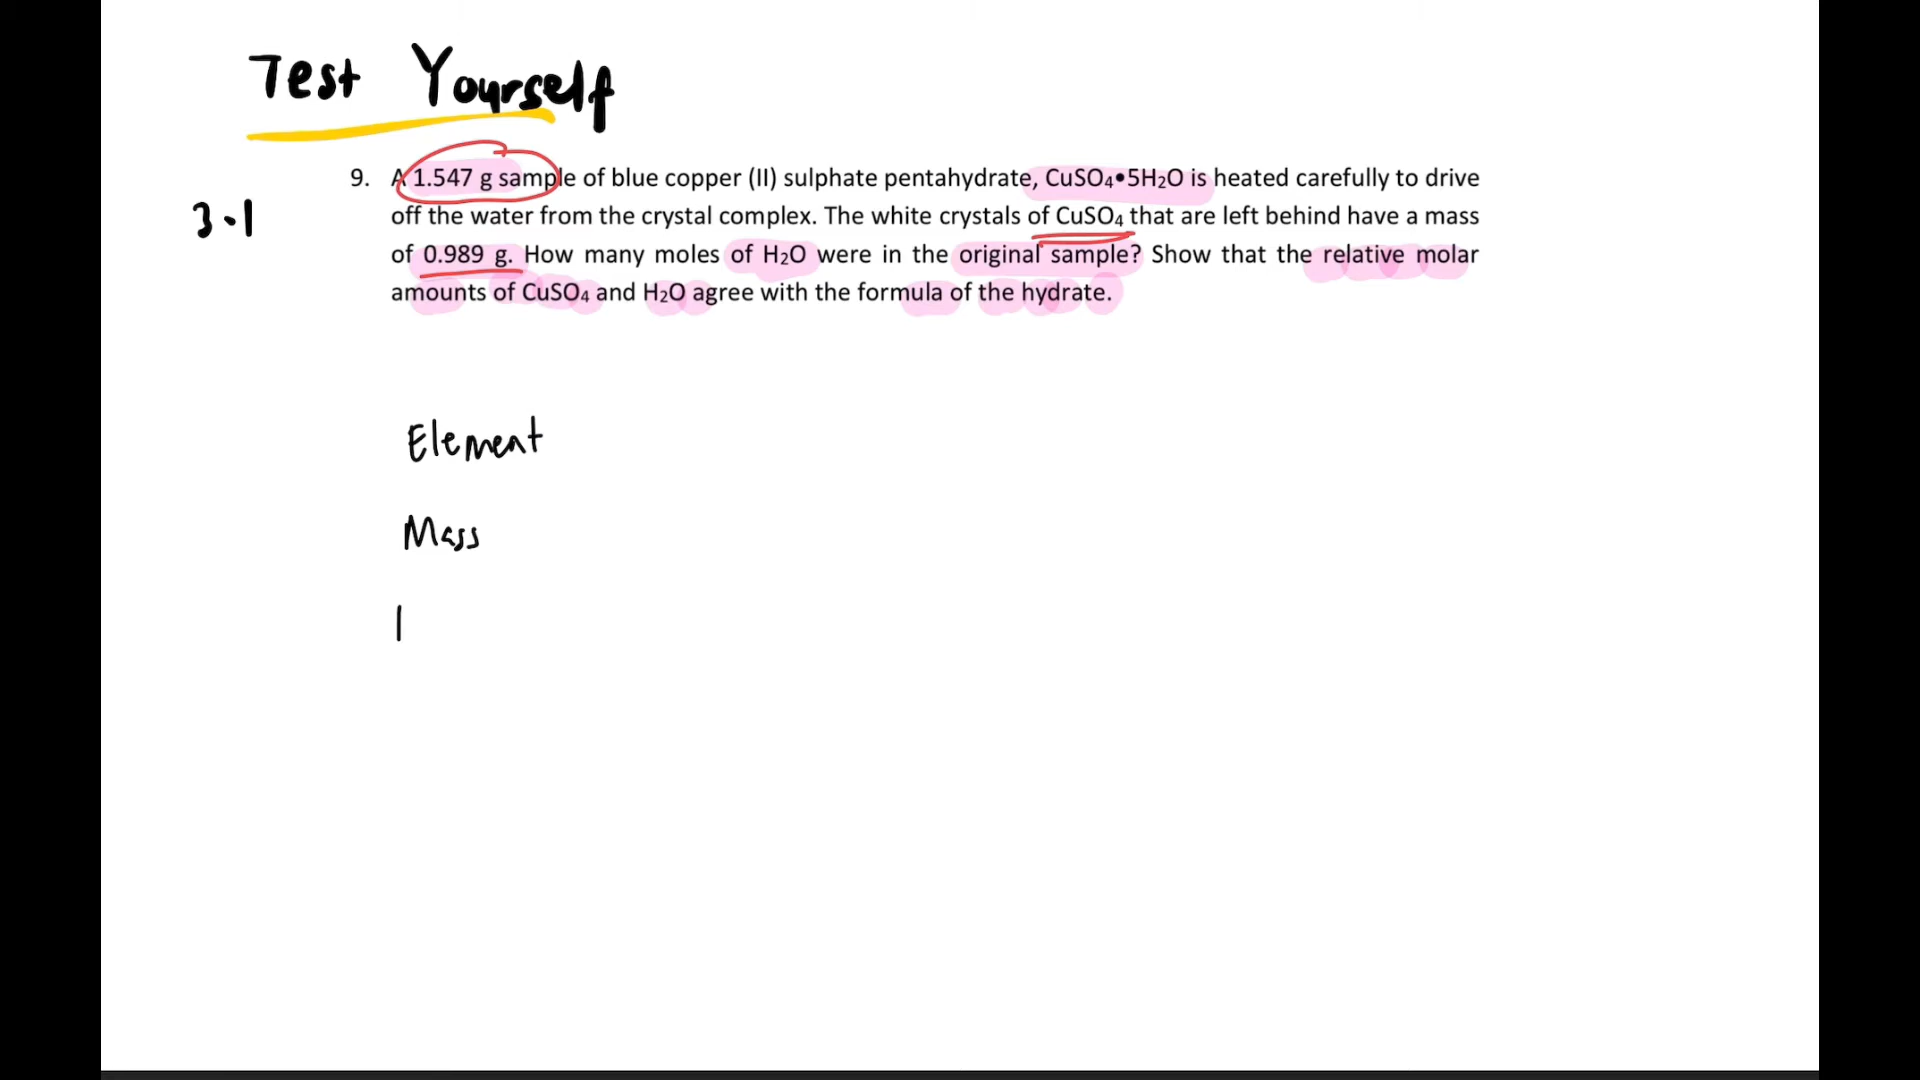 Test Yourself
9. A 1.547 g sample of blue copper (II) sulphate pentahydrate, CuSO₄•5H₂O is heated carefully to drive
3.1
off the water from the crystal complex. The white crystals of CuSO₄ that are left behind have a mass
of 0.989 g. How many moles of H₂O were in the original sample? Show that the relative molar
amounts of CuSO₄ and H₂O agree with the formula of the hydrate.
Element
Mass